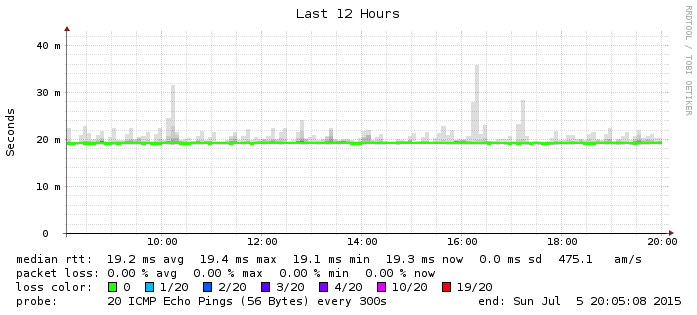 Last 12 Hours
RRDTOOL / TOBI OETIKER
Seconds
40 m
30 m
20 m
10 m
0
10:00 12:00 14:00 16:00 18:00 20:00
median rtt: 19.2 ms avg 19.4 ms max 19.1 ms min 19.3 ms now 0.0 ms sd 475.1 am/s
packet loss: 0.00 % avg 0.00 % max 0.00 % min 0.00 % now
loss color: 0 1/20 2/20 3/20 4/20 10/20 19/20
probe: 20 ICMP Echo Pings (56 Bytes) every 300s end: Sun Jul 5 20:05:08 2015